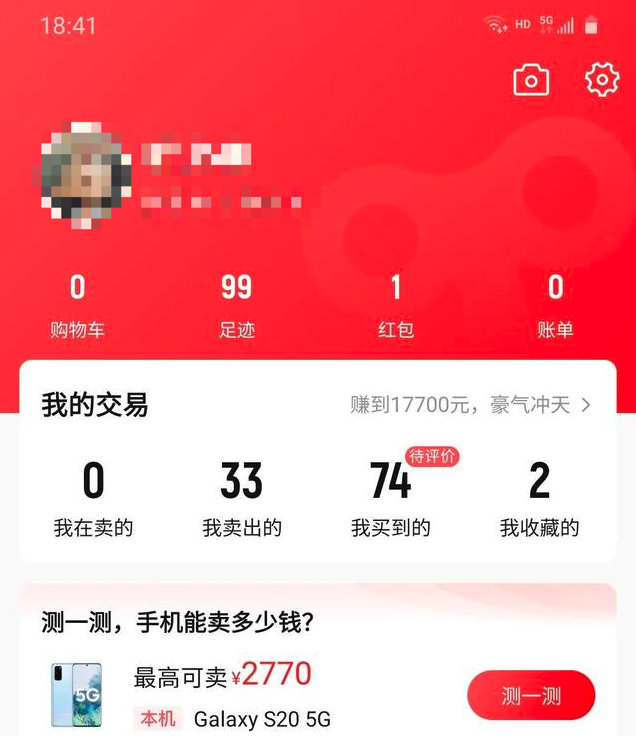 18:41 HD 5G
0 99 1 0
购物车 足迹 红包 账单
我的交易 赚到17700元，豪气冲天
待评价
0 33 74 2
我在卖的 我卖出的 我买到的 我收藏的
测一测，手机能卖多少钱？
5G
最高可卖¥2770
测一测
本机 Galaxy S20 5G